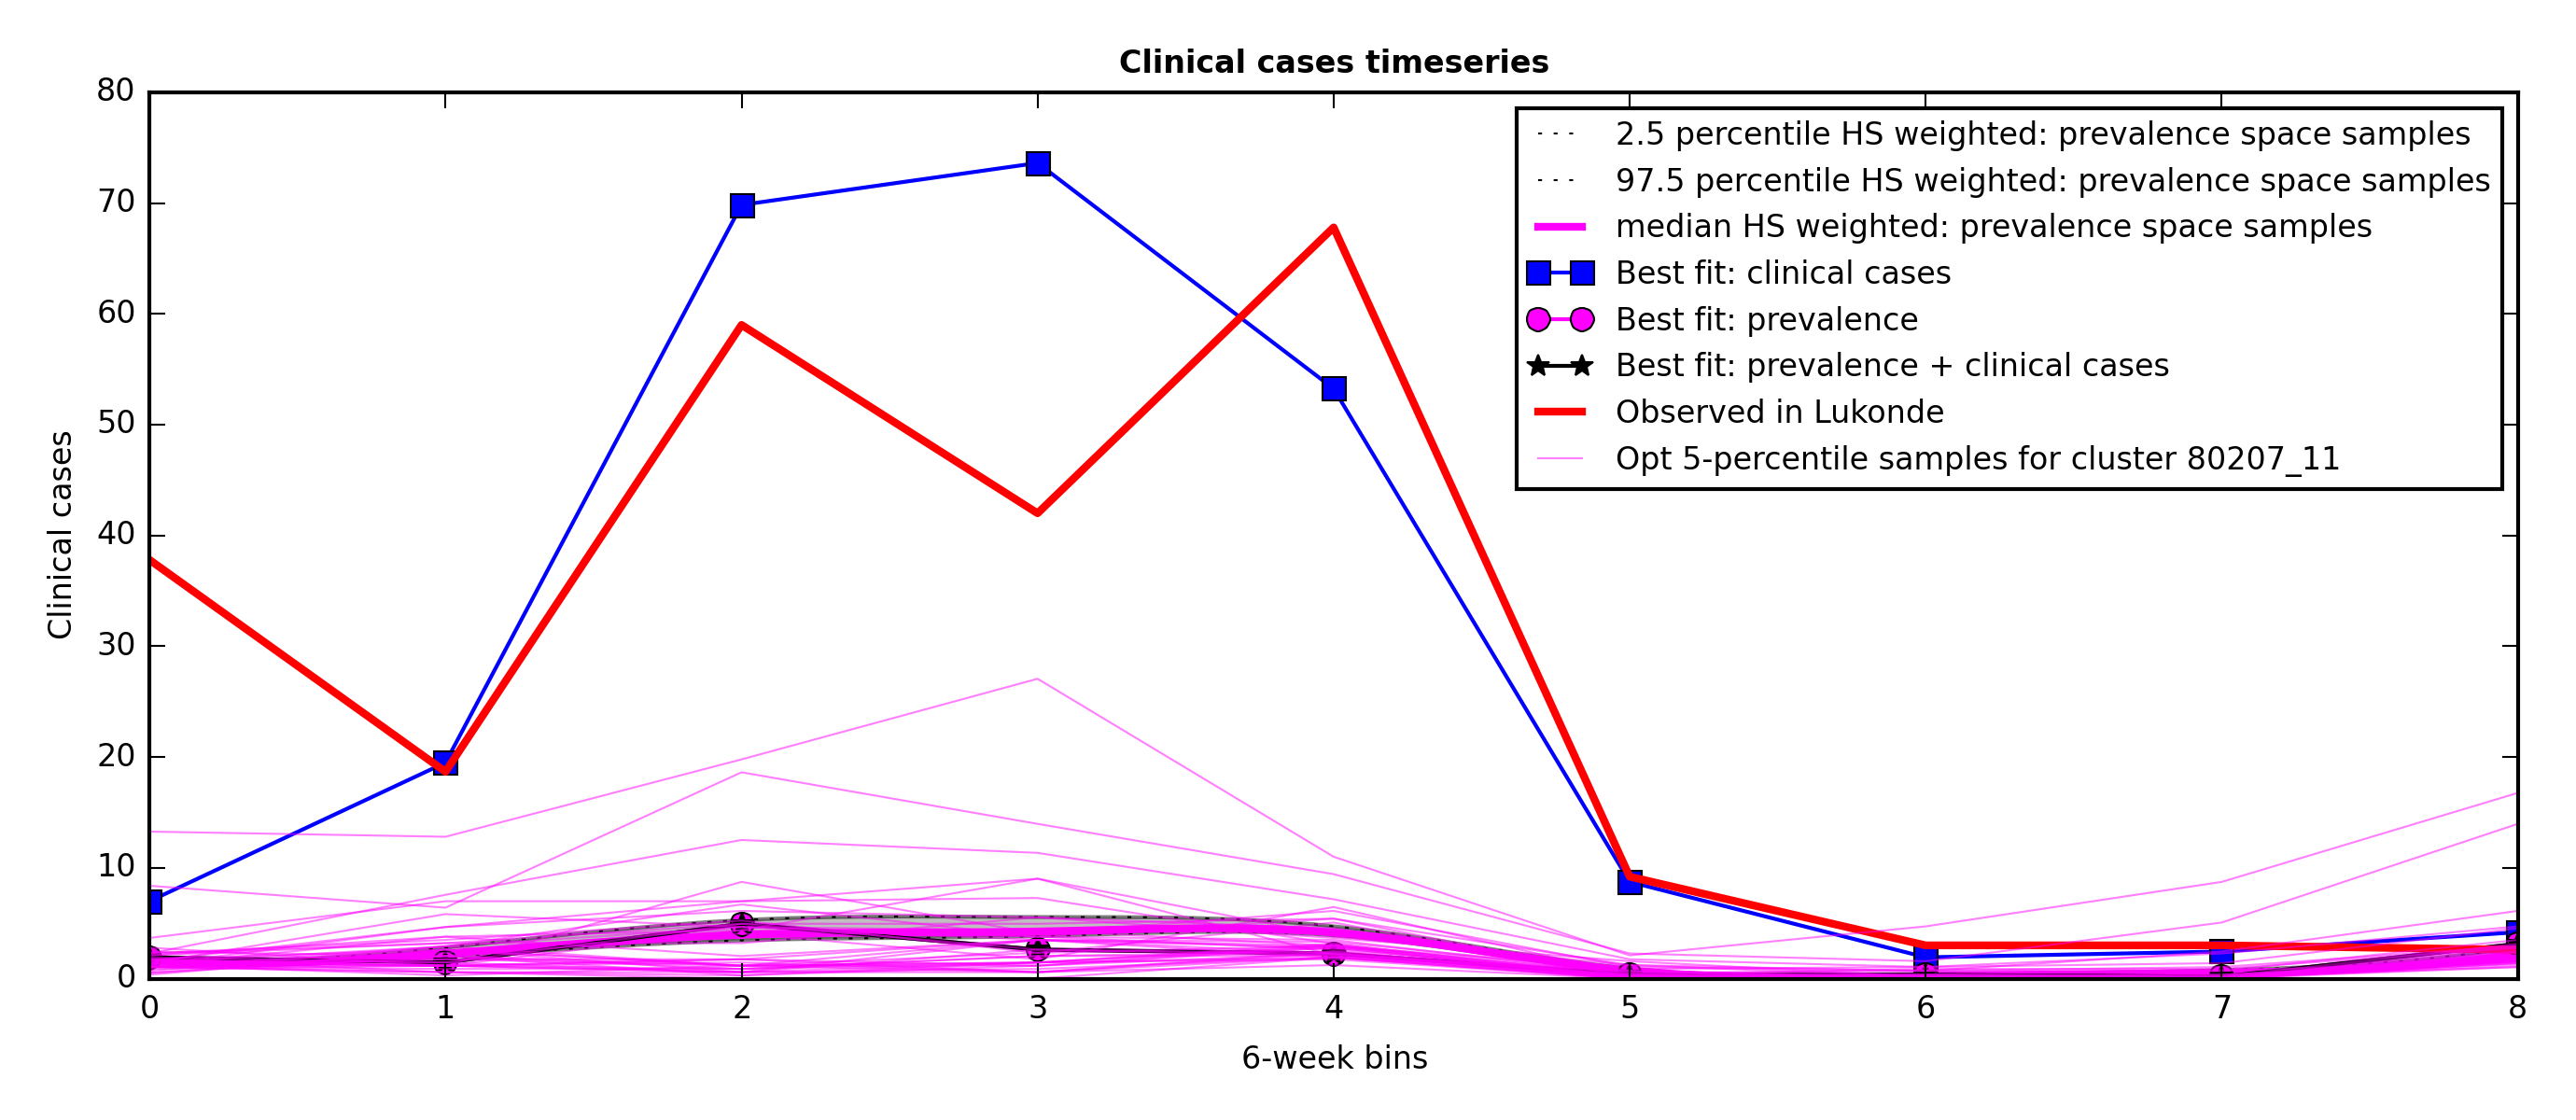 Clinical cases timeseries
80
70
60
50
40
30
20
10
0
Clinical cases
2.5 percentile HS weighted: prevalence space samples
97.5 percentile HS weighted: prevalence space samples
median HS weighted: prevalence space samples
Best fit: clinical cases
Best fit: prevalence
Best fit: prevalence + clinical cases
Observed in Lukonde
Opt 5-percentile samples for cluster 80207_11
0 1 2 3 4 5 6 7 8
6-week bins